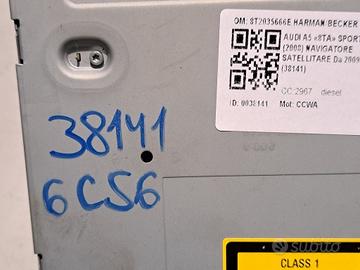 OM: 8T2035666E HARMAN/BECKER
AUDI A5 «8TA» SPORT
(2008) NAVIGATORE
SATELLITARE Da 2009
(38141)
CC:2967 diesel
ID: 0038141 Mot: CCWA
38141
6CS6
CLASS 1
subito